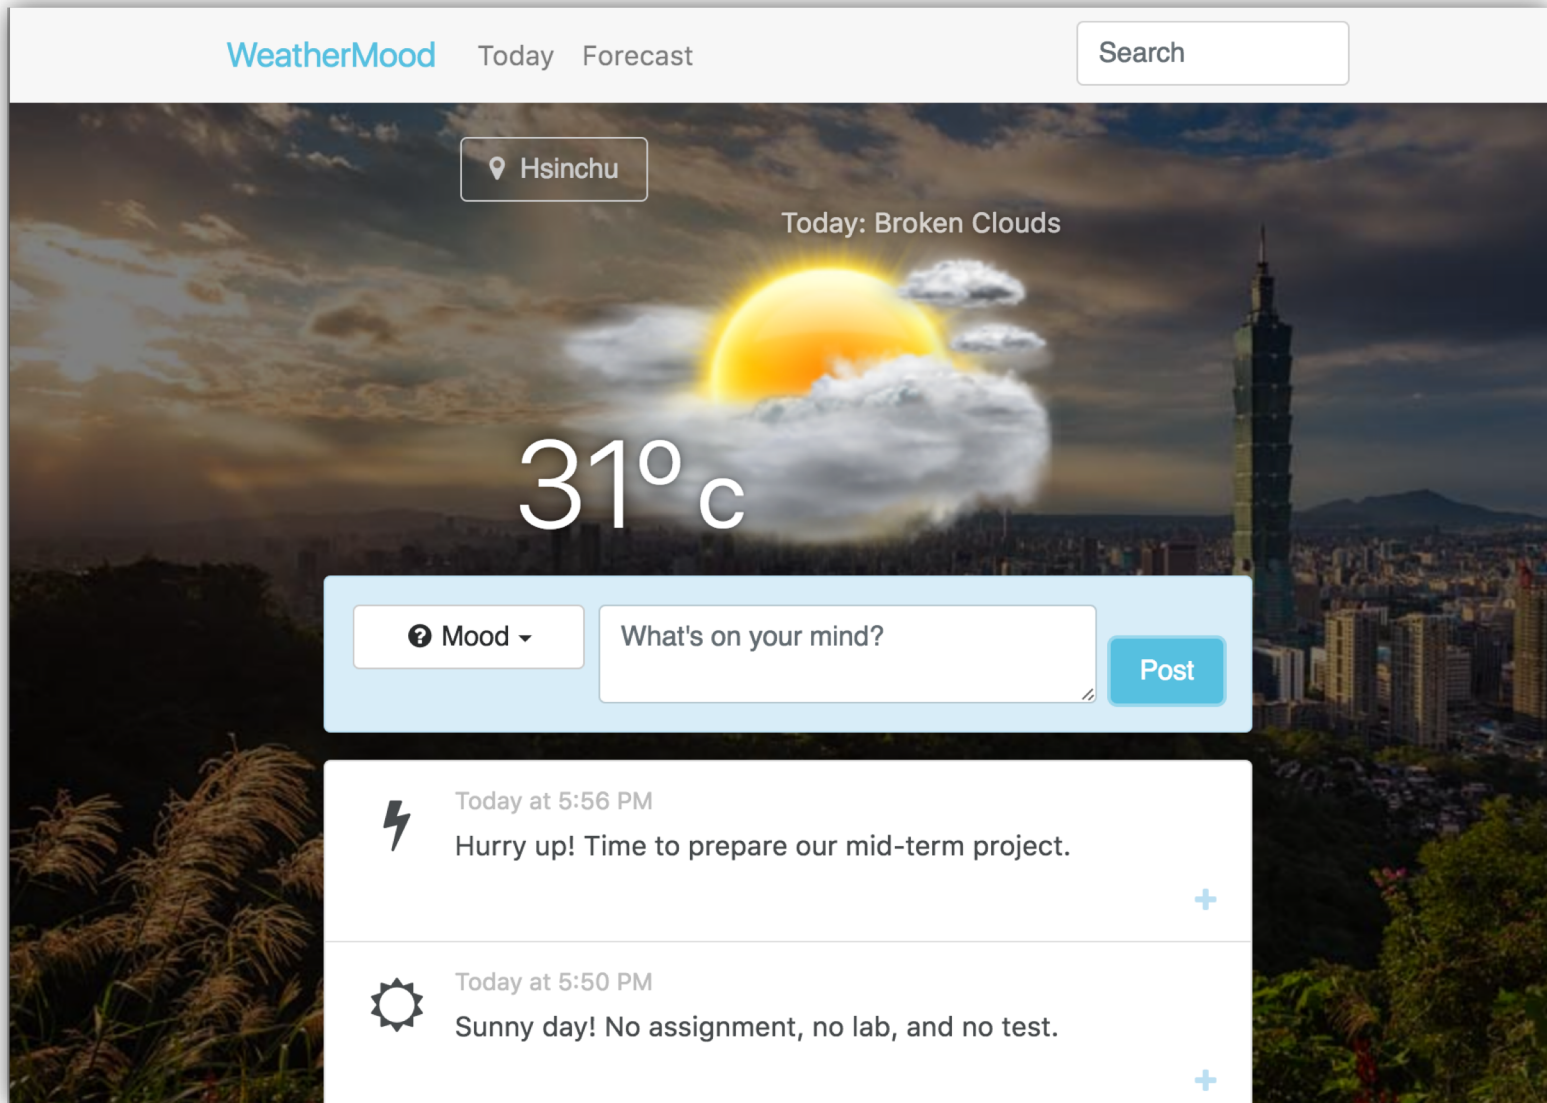 WeatherMood Today Forecast Search
Hsinchu
Today: Broken Clouds
31º c
Mood What's on your mind?
Post
Today at 5:56 PM
Hurry up! Time to prepare our mid-term project.
Today at 5:50 PM
Sunny day! No assignment, no lab, and no test.